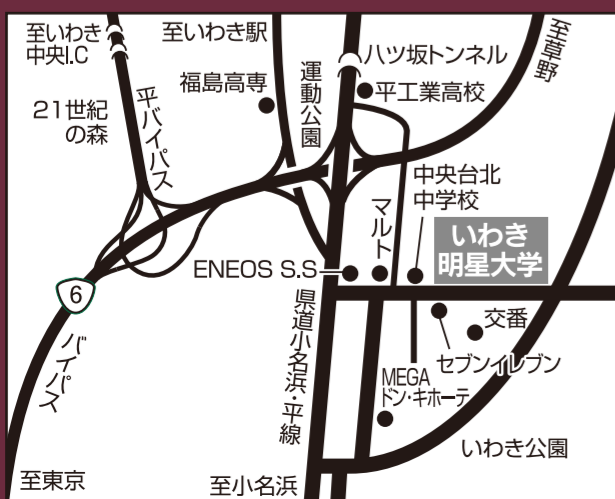 至いわき
中央I.C
至いわき駅
八ツ坂トンネル
至草野
福島高専
運動公園
平工業高校
21世紀
の森
平バイパス
中央台北
中学校
マルト
いわき
明星大学
ENEOS S.S
6
県道小名浜・平線
交番
セブンイレブン
バイパス
MEGA
ドン・キホーテ
いわき公園
至東京
至小名浜